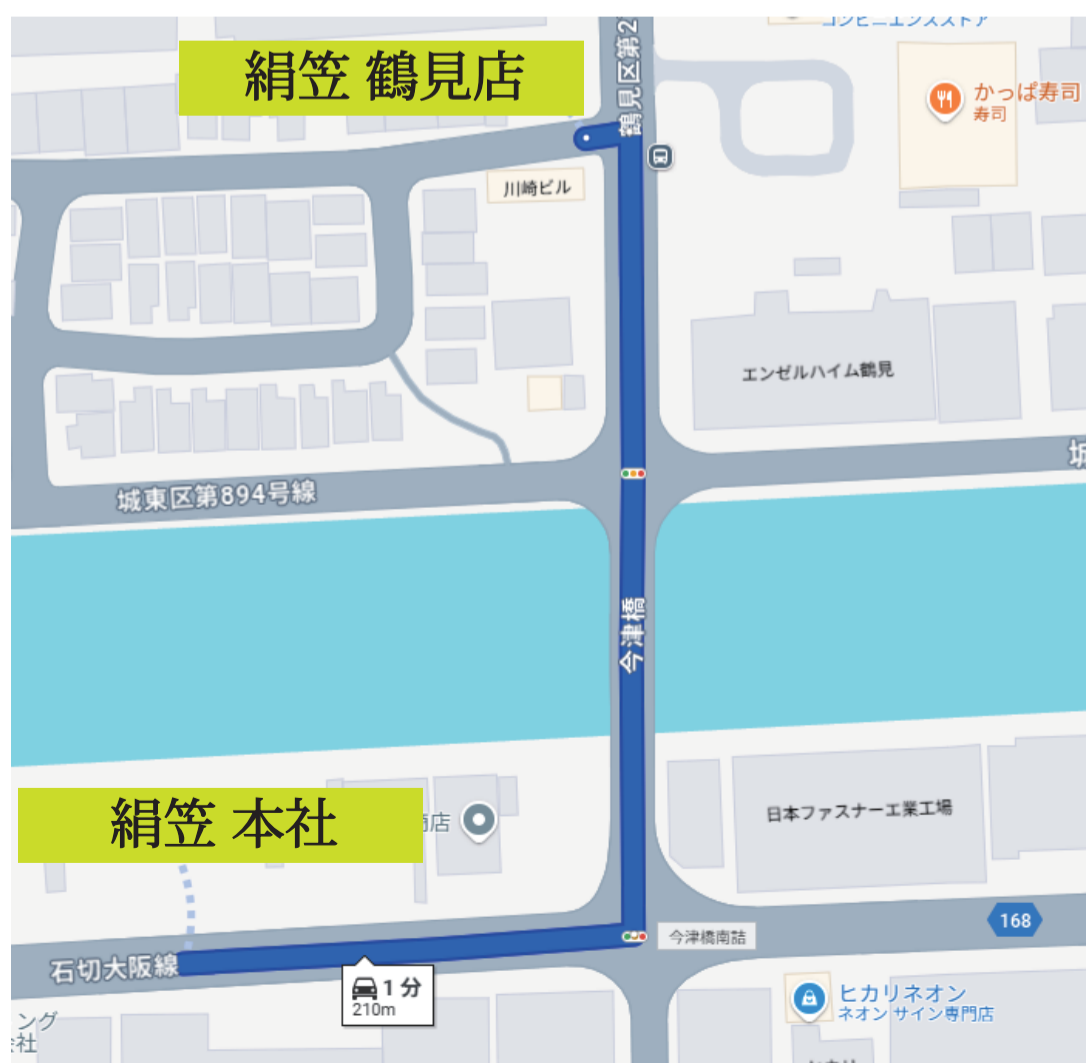 コンビニエンスストア
絹笠 鶴見店
鶴見区第2
かっぱ寿司
寿司
川崎ビル
エンゼルハイム鶴見
城
城東区第894号線
今津橋
絹笠 本社
店
日本ファスナー工業工場
168
今津橋南詰
石切大阪線
1 分
210m
ヒカリネオン
ネオン サイン専門店
ング
社